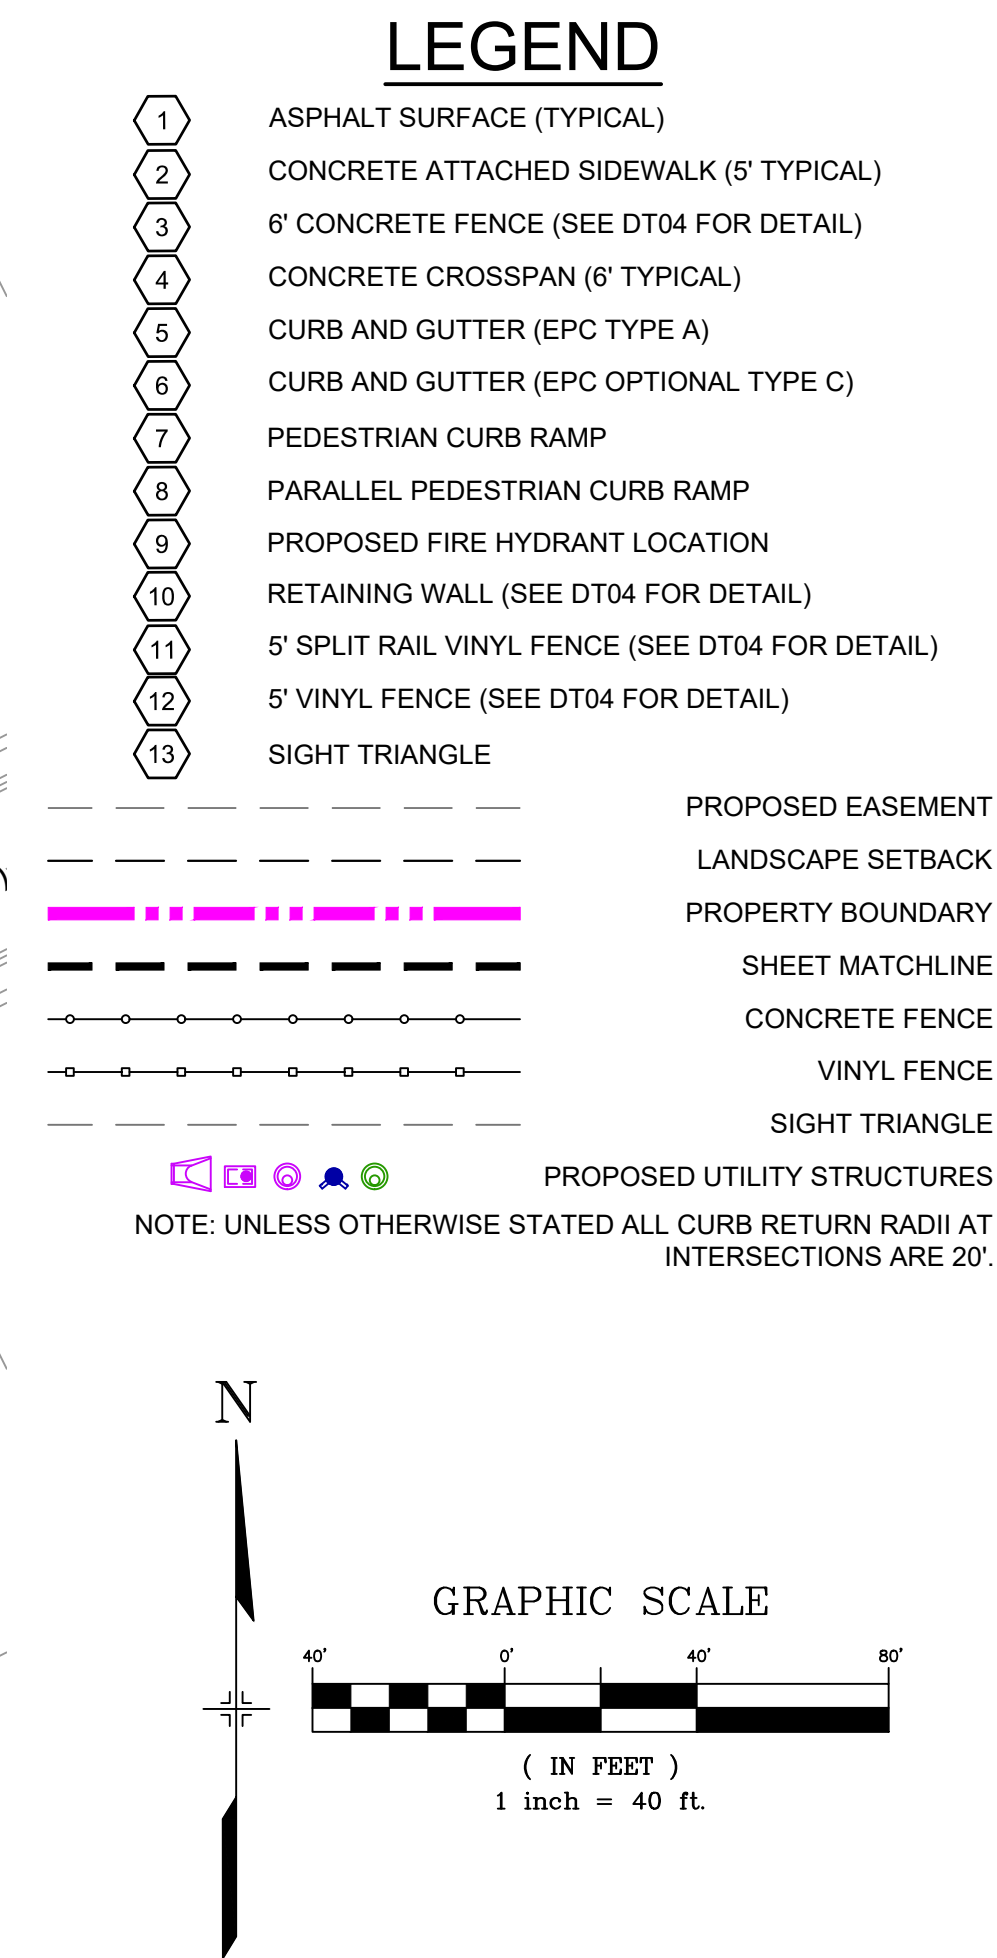 LEGEND
1 ASPHALT SURFACE (TYPICAL)
2 CONCRETE ATTACHED SIDEWALK (5' TYPICAL)
3 6' CONCRETE FENCE (SEE DT04 FOR DETAIL)
4 CONCRETE CROSSPAN (6' TYPICAL)
5 CURB AND GUTTER (EPC TYPE A)
6 CURB AND GUTTER (EPC OPTIONAL TYPE C)
7 PEDESTRIAN CURB RAMP
8 PARALLEL PEDESTRIAN CURB RAMP
9 PROPOSED FIRE HYDRANT LOCATION
10 RETAINING WALL (SEE DT04 FOR DETAIL)
11 5' SPLIT RAIL VINYL FENCE (SEE DT04 FOR DETAIL)
12 5' VINYL FENCE (SEE DT04 FOR DETAIL)
13 SIGHT TRIANGLE
PROPOSED EASEMENT
LANDSCAPE SETBACK
PROPERTY BOUNDARY
SHEET MATCHLINE
CONCRETE FENCE
VINYL FENCE
SIGHT TRIANGLE
PROPOSED UTILITY STRUCTURES
NOTE: UNLESS OTHERWISE STATED ALL CURB RETURN RADII AT
INTERSECTIONS ARE 20'.
N
GRAPHIC SCALE
40' 0' 40' 80'
( IN FEET )
1 inch = 40 ft.